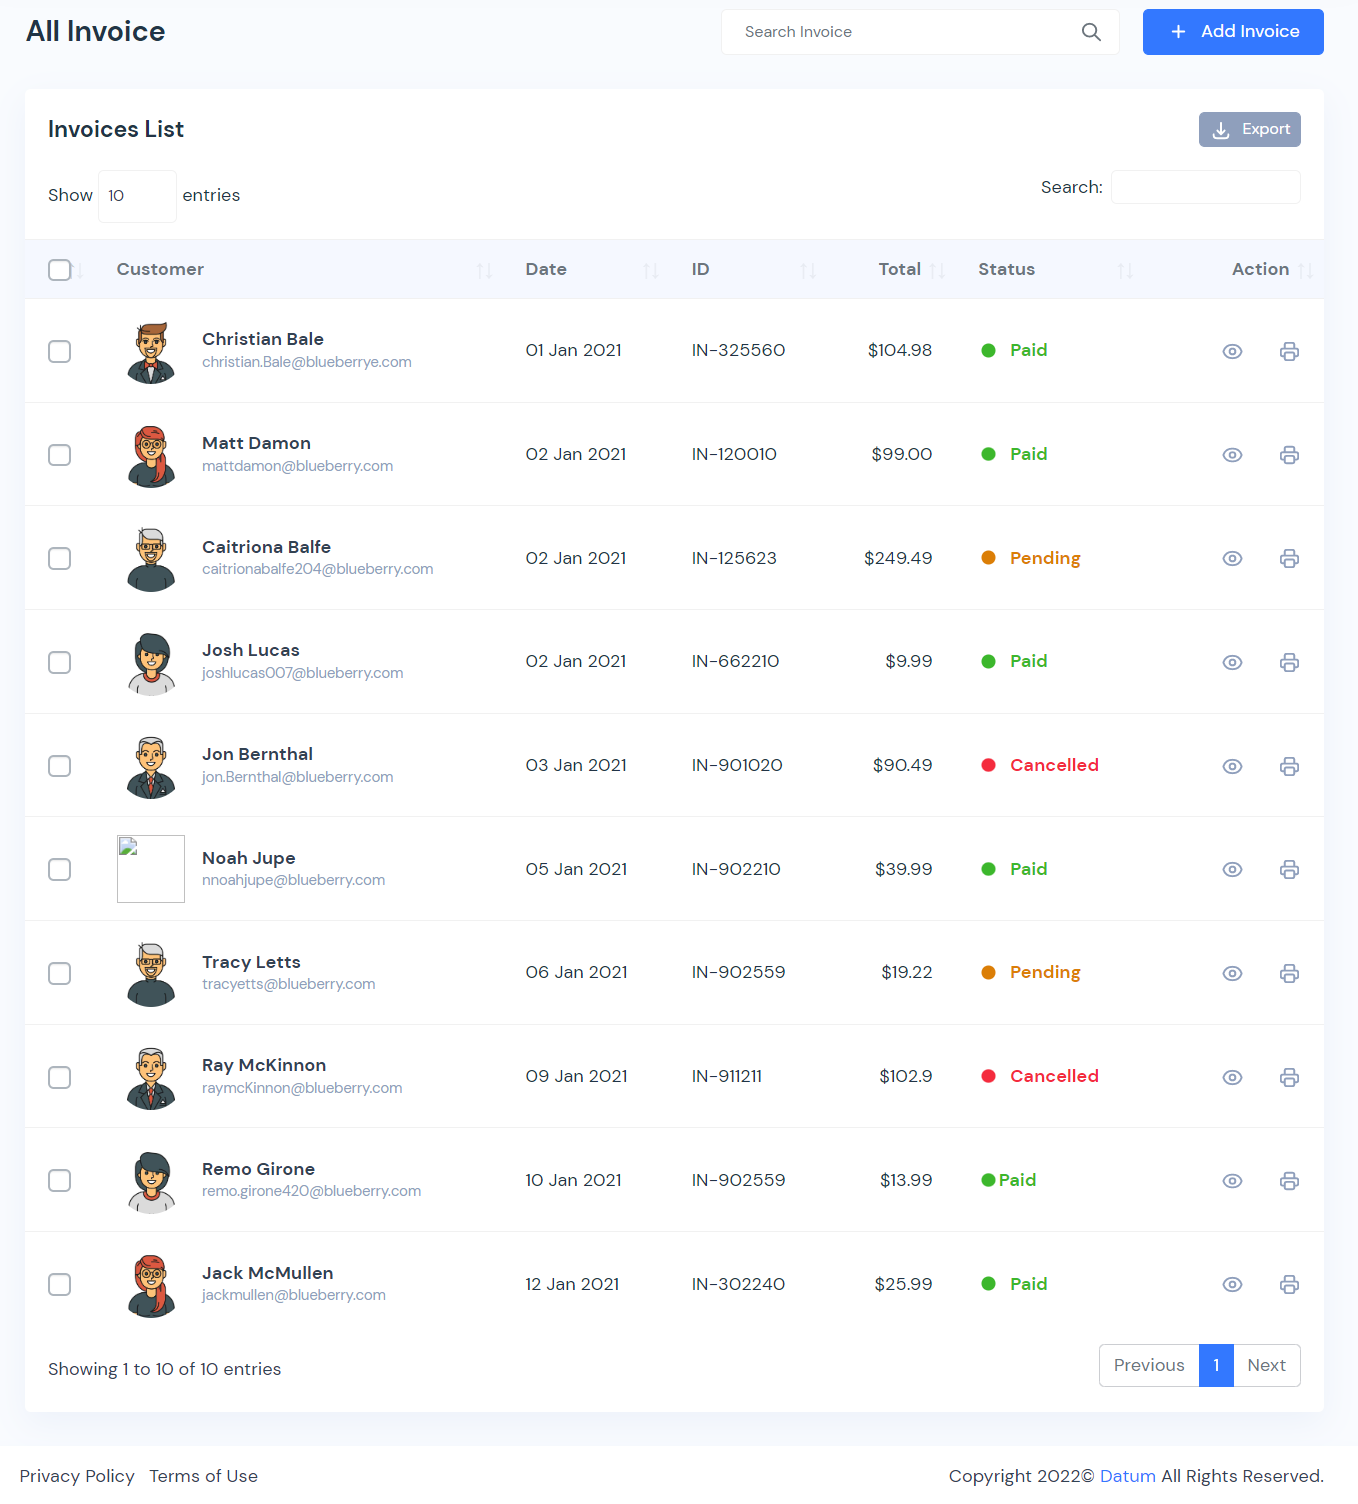 All Invoice
Search Invoice
Add Invoice
Invoices List
Export
Show 10 entries
Search:
Customer Date ID Total Status Action
Christian Bale
christian.Bale@blueberrye.com
01 Jan 2021 IN-325560 $104.98 Paid
Matt Damon
mattdamon@blueberry.com
02 Jan 2021 IN-120010 $99.00 Paid
Caitriona Balfe
caitrionabalfe204@blueberry.com
02 Jan 2021 IN-125623 $249.49 Pending
Josh Lucas
joshlucas007@blueberry.com
02 Jan 2021 IN-662210 $9.99 Paid
Jon Bernthal
jon.Bernthal@blueberry.com
03 Jan 2021 IN-901020 $90.49 Cancelled
Noah Jupe
nnoahjupe@blueberry.com
05 Jan 2021 IN-902210 $39.99 Paid
Tracy Letts
tracyetts@blueberry.com
06 Jan 2021 IN-902559 $19.22 Pending
Ray McKinnon
raymcKinnon@blueberry.com
09 Jan 2021 IN-911211 $102.9 Cancelled
Remo Girone
remo.girone420@blueberry.com
10 Jan 2021 IN-902559 $13.99 Paid
Jack McMullen
jackmullen@blueberry.com
12 Jan 2021 IN-302240 $25.99 Paid
Showing 1 to 10 of 10 entries
Previous 1 Next
Privacy Policy Terms of Use
Copyright 2022© Datum All Rights Reserved.